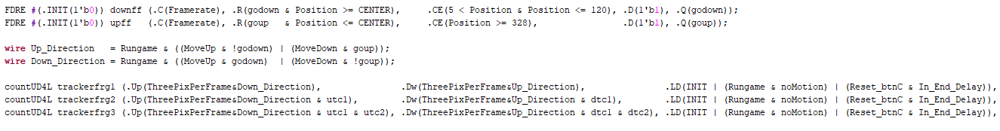 FDRE #(.INIT(1'b0)) downff (.C(Framerate), .R(godown & Position >= CENTER),     .CE(5 < Position & Position <= 120), .D(1'b1), .Q(godown));
FDRE #(.INIT(1'b0)) upff   (.C(Framerate), .R(goup   & Position <= CENTER),     .CE(Position >= 328),                .D(1'b1), .Q(goup));
wire Up_Direction   = Rungame & ((MoveUp & !godown) | (MoveDown & goup));
wire Down_Direction = Rungame & ((MoveUp & godown)  | (MoveDown & !goup));
countUD4L trackerfrg1 (.Up(ThreePixPerFrame&Down_Direction),               .Dw(ThreePixPerFrame&Up_Direction),               .LD(INIT | (Rungame & noMotion) | (Reset_btnC & In_End_Delay)),
countUD4L trackerfrg2 (.Up(ThreePixPerFrame&Down_Direction & utc1),        .Dw(ThreePixPerFrame&Up_Direction & dtc1),        .LD(INIT | (Rungame & noMotion) | (Reset_btnC & In_End_Delay)),
countUD4L trackerfrg3 (.Up(ThreePixPerFrame&Down_Direction & utc1 & utc2), .Dw(ThreePixPerFrame&Up_Direction & dtc1 & dtc2), .LD(INIT | (Rungame & noMotion) | (Reset_btnC & In_End_Delay)),